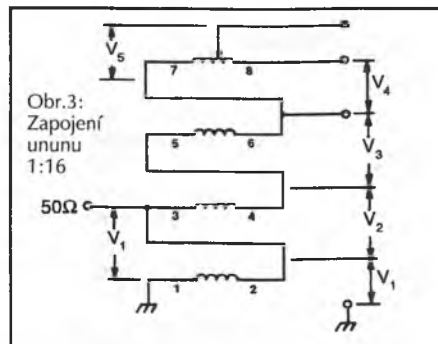 V5
7 8
V4
Obr.3:
Zapojení
ununu
1:16
5 6
V3
50Ω
3 4
V1
V2
1 2
V1